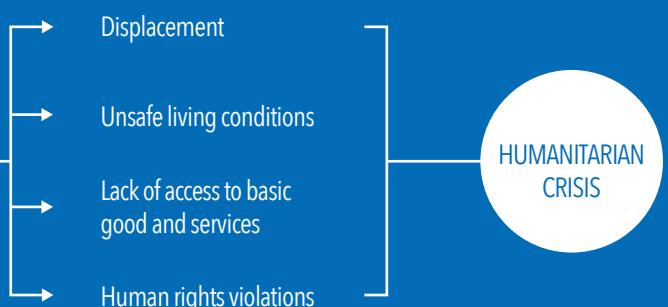 Displacement
Unsafe living conditions
Lack of access to basic
good and services
Human rights violations
HUMANITARIAN
CRISIS